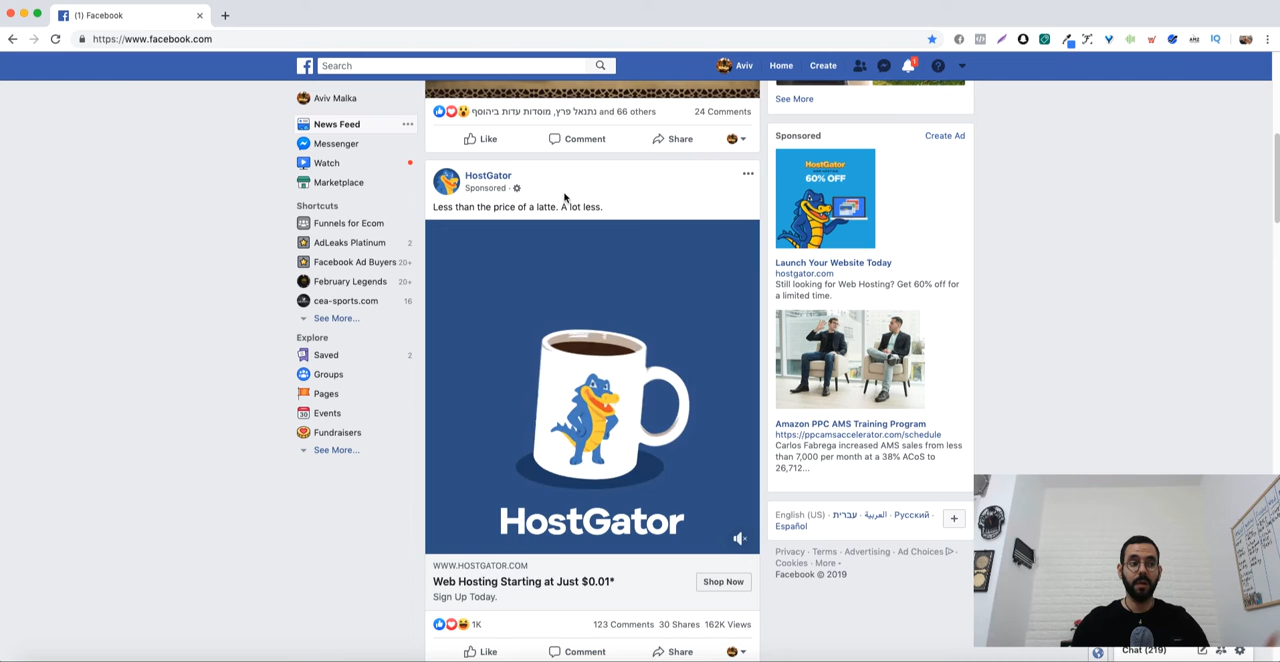 (1) Facebook
https://www.facebook.com
Search
Aviv
Home
Create
1
Aviv Malka
News Feed
Messenger
Watch
Marketplace
Shortcuts
Funnels for Ecom
AdLeaks Platinum 2
Facebook Ad Buyers 20+
February Legends 20+
cea-sports.com 16
See More...
Explore
Saved 2
Groups
Pages
Events
Fundraisers
See More...
נתנאל פרץ, מוסדות עדות ביהוסף and 66 others
24 Comments
Like
Comment
Share
HostGator
Sponsored
Less than the price of a latte. A lot less.
HostGator
WWW.HOSTGATOR.COM
Web Hosting Starting at Just $0.01*
Sign Up Today.
Shop Now
1K
123 Comments 30 Shares 162K Views
Like
Comment
Share
See More
Sponsored
Create Ad
HostGator
60% OFF
Launch Your Website Today
hostgator.com
Still looking for Web Hosting? Get 60% off for
a limited time.
Amazon PPC AMS Training Program
https://ppcamsaccelerator.com/schedule
Carlos Fabrega increased AMS sales from less
than 7,000 per month at a 38% ACoS to
26,712...
English (US) · עברית · العربية · Русский ·
Español
Privacy · Terms · Advertising · Ad Choices ·
Cookies · More
Facebook © 2019
Chat (219)